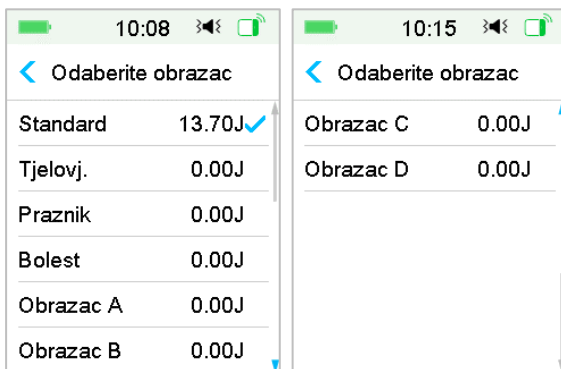 10:08
Odaberite obrazac
Standard 13.70J
Tjelovj. 0.00J
Praznik 0.00J
Bolest 0.00J
Obrazac A 0.00J
Obrazac B 0.00J
10:15
Odaberite obrazac
Obrazac C 0.00J
Obrazac D 0.00J